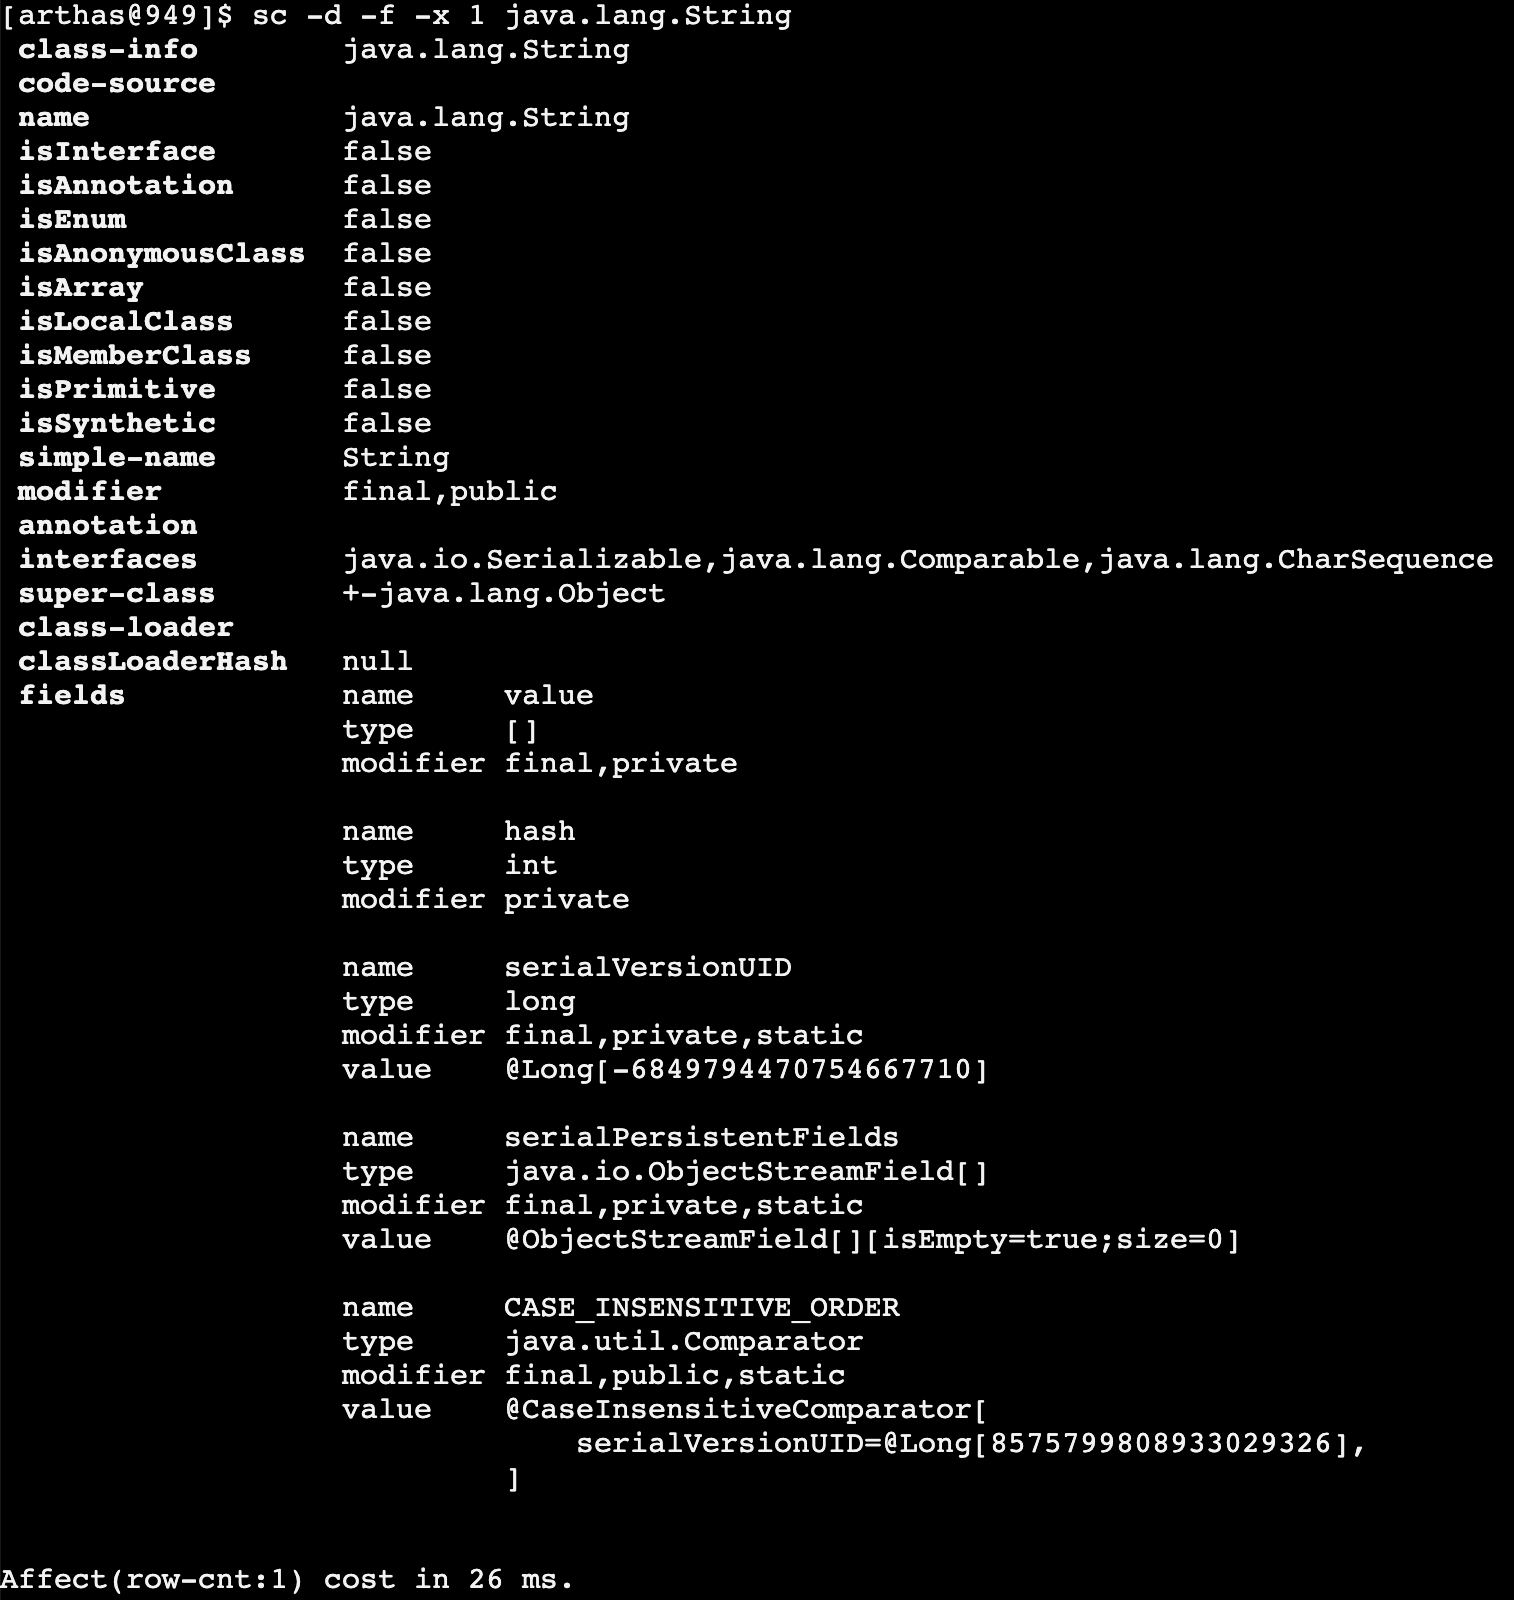 [arthas@949]$ sc -d -f -x 1 java.lang.String
class-info java.lang.String
code-source
name java.lang.String
isInterface false
isAnnotation false
isEnum false
isAnonymousClass false
isArray false
isLocalClass false
isMemberClass false
isPrimitive false
isSynthetic false
simple-name String
modifier final,public
annotation
interfaces java.io.Serializable,java.lang.Comparable,java.lang.CharSequence
super-class +-java.lang.Object
class-loader
classLoaderHash null
fields name value
type []
modifier final,private
name hash
type int
modifier private
name serialVersionUID
type long
modifier final,private,static
value @Long[-6849794470754667710]
name serialPersistentFields
type java.io.ObjectStreamField[]
modifier final,private,static
value @ObjectStreamField[][isEmpty=true;size=0]
name CASE_INSENSITIVE_ORDER
type java.util.Comparator
modifier final,public,static
value @CaseInsensitiveComparator[
serialVersionUID=@Long[8575799808933029326],
]
Affect(row-cnt:1) cost in 26 ms.